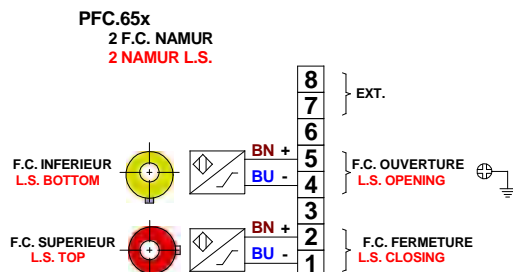 PFC.65x
2 F.C. NAMUR
2 NAMUR L.S.
8
7
EXT.
6
F.C. INFERIEUR
L.S. BOTTOM
BN +
BU -
5
4
F.C. OUVERTURE
L.S. OPENING
3
F.C. SUPERIEUR
L.S. TOP
BN +
BU -
2
1
F.C. FERMETURE
L.S. CLOSING